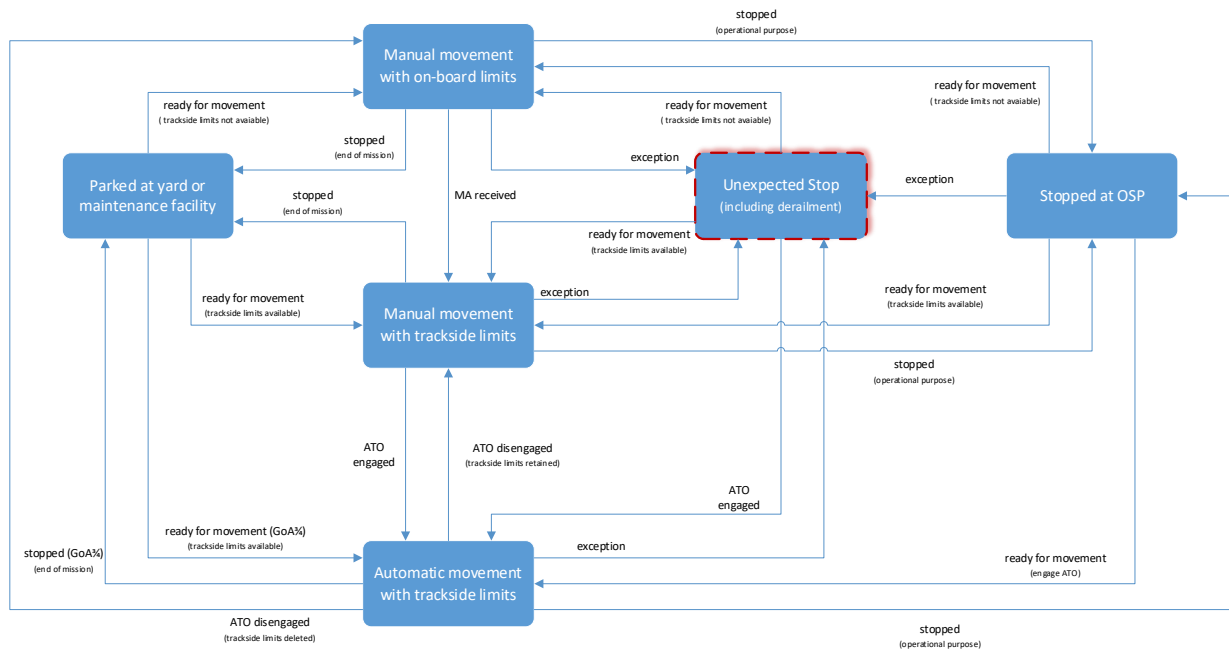 stopped
(operational purpose)
Manual movement
with on-board limits
ready for movement
( trackside limits not avaiable)
ready for movement
( trackside limits not avaiable)
ready for movement
( trackside limits not avaiable)
stopped
(end of mission)
exception
Parked at yard or
maintenance facility
Unexpected Stop
(including derailment)
exception
Stopped at OSP
stopped
(end of mission)
MA received
ready for movement
(trackside limits available)
ready for movement
(trackside limits available)
exception
ready for movement
(trackside limits available)
Manual movement
with trackside limits
stopped
(operational purpose)
ATO
engaged
ATO disengaged
(trackside limits retained)
ATO
engaged
ready for movement (GoA¾)
(trackside limits available)
stopped (GoA¾)
(end of mission)
exception
ready for movement
(engage ATO)
Automatic movement
with trackside limits
ATO disengaged
(trackside limits deleted)
stopped
(operational purpose)